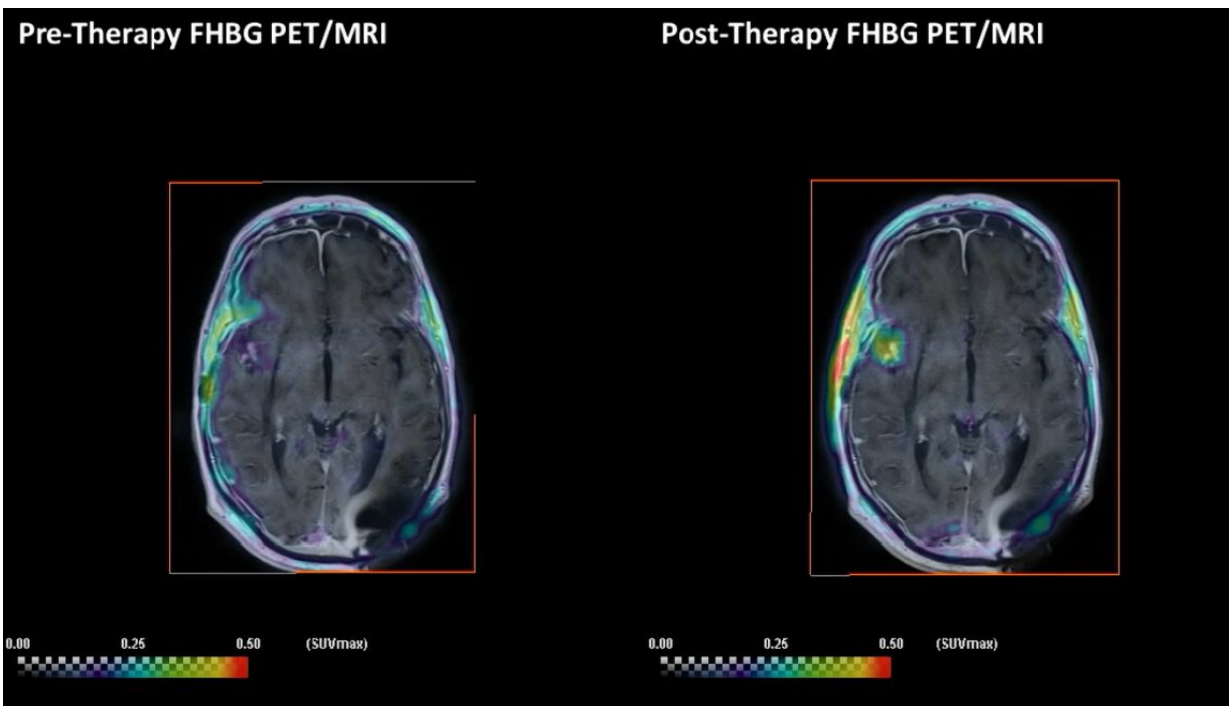 Pre-Therapy FHBG PET/MRI
Post-Therapy FHBG PET/MRI
0.00 0.25 0.50 (SUVmax)
0.00 0.25 0.50 (SUVmax)